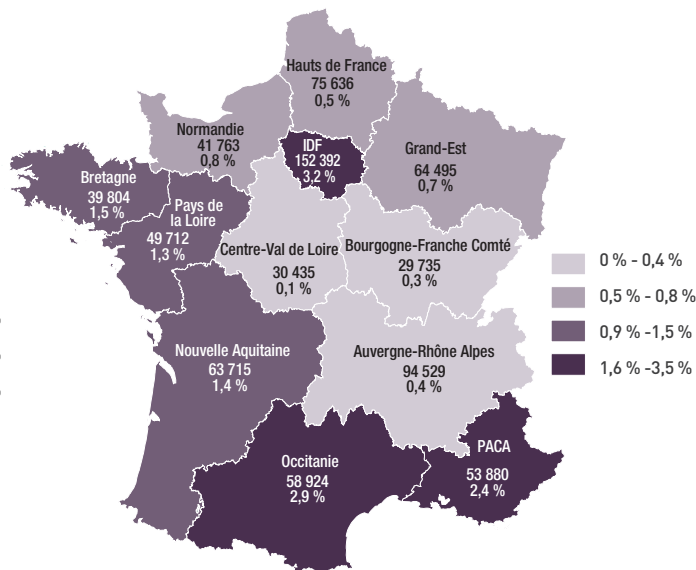 Hauts de France
75 636
0,5 %
Normandie
41 763
0,8 %
IDF
152 392
3,2 %
Grand-Est
64 495
0,7 %
Bretagne
39 804
1,5 %
Pays de
la Loire
49 712
1,3 %
Centre-Val de Loire
30 435
0,1 %
Bourgogne-Franche Comté
29 735
0,3 %
Nouvelle Aquitaine
63 715
1,4 %
Auvergne-Rhône Alpes
94 529
0,4 %
Occitanie
58 924
2,9 %
PACA
53 880
2,4 %
0 % - 0,4 %
0,5 % - 0,8 %
0,9 % -1,5 %
1,6 % -3,5 %